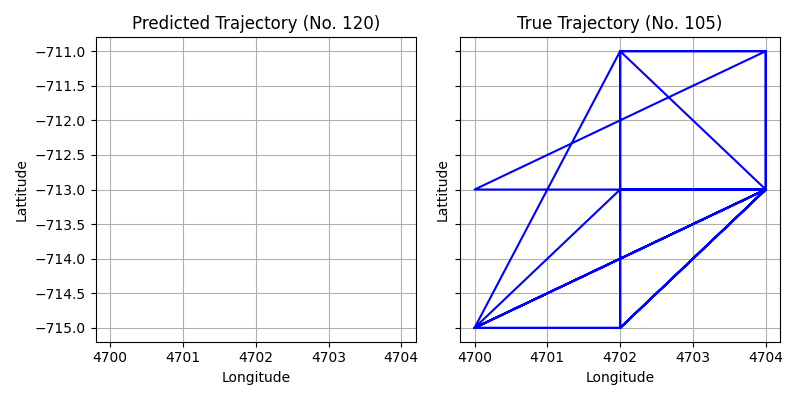 Predicted Trajectory (No. 120)
−711.0
−711.5
−712.0
−712.5
−713.0
−713.5
−714.0
−714.5
−715.0
Lattitude
4700 4701 4702 4703 4704
Longitude
True Trajectory (No. 105)
Lattitude
4700 4701 4702 4703 4704
Longitude